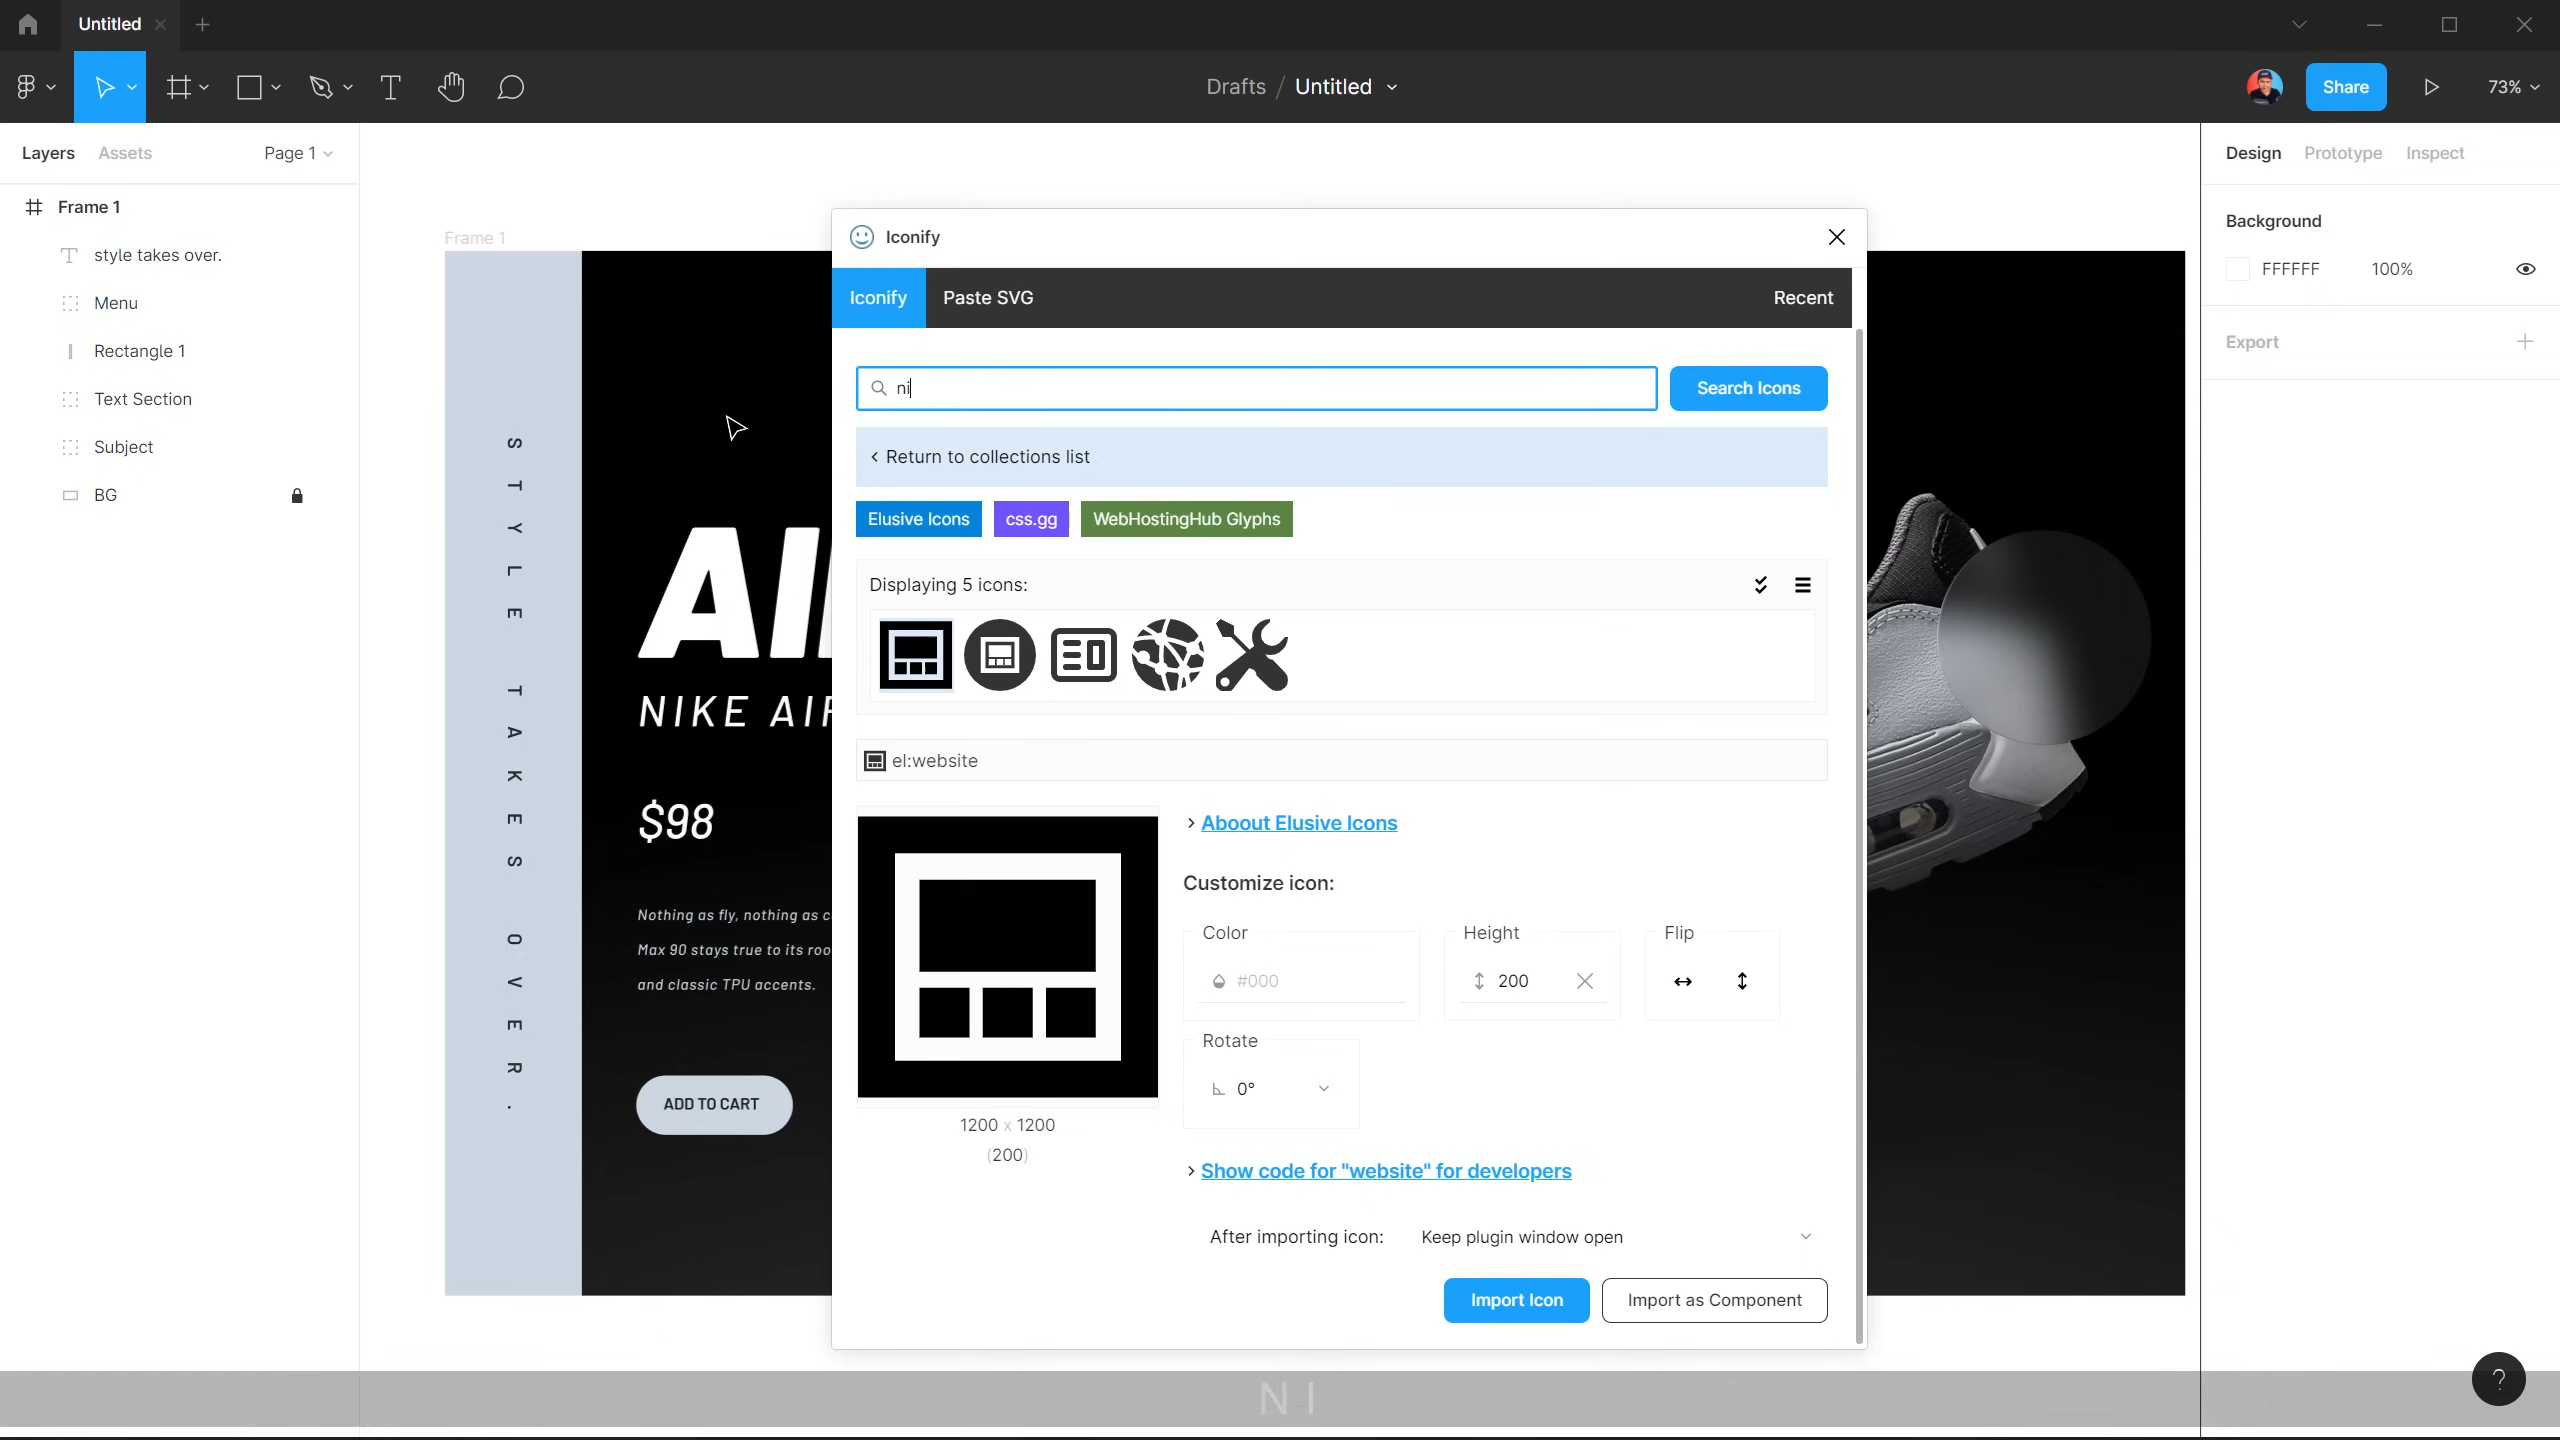 Untitled
Drafts / Untitled
Share
73%
Layers
Assets
Page 1
Frame 1
style takes over.
Menu
Rectangle 1
Text Section
Subject
BG
Frame 1
STYLE TAKES OVER.
AI
NIKE AIR
$98
Nothing as fly, nothing as c
Max 90 stays true to its roo
and classic TPU accents.
ADD TO CART
Iconify
Iconify
Paste SVG
Recent
ni
Search Icons
Return to collections list
Elusive Icons
css.gg
WebHostingHub Glyphs
Displaying 5 icons:
el:website
1200 x 1200
(200)
Aboout Elusive Icons
Customize icon:
Color
#000
Height
200
Flip
Rotate
0°
Show code for "website" for developers
After importing icon:
Keep plugin window open
Import Icon
Import as Component
Design
Prototype
Inspect
Background
FFFFFF
100%
Export
?
N I